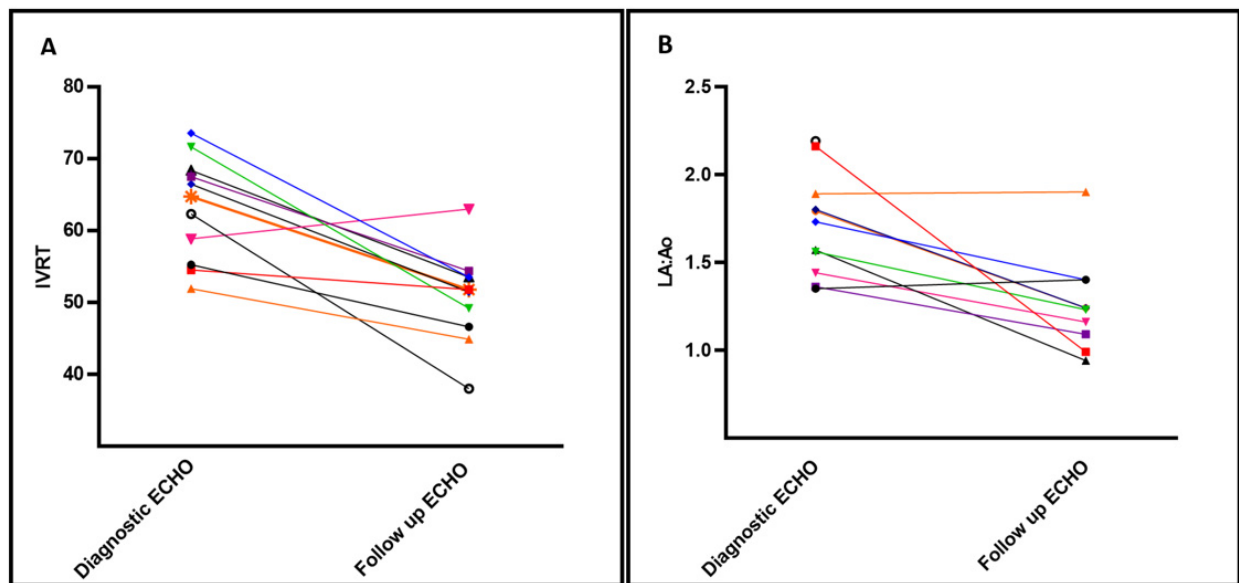 A
80
70
60
50
40
IVRT
Diagnostic ECHO
Follow up ECHO
B
2.5
2.0
1.5
1.0
LA:Ao
Diagnostic ECHO
Follow up ECHO